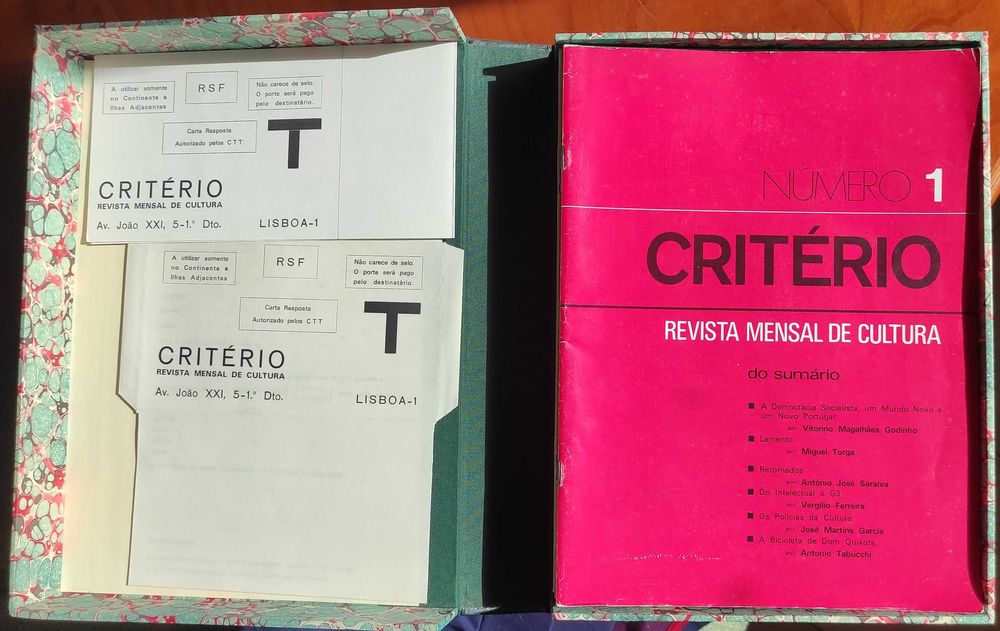 A utilizar somente
no Continente e
Ilhas Adjacentes
RSF
Não carece de selo.
O porte será pago
pelo destinatário.
Carta Resposta
Autorizado pelos CTT
T
CRITÉRIO
REVISTA MENSAL DE CULTURA
Av. João XXI, 5-1.º Dto.
LISBOA-1
A utilizar somente
no Continente e
Ilhas Adjacentes
RSF
Não carece de selo.
O porte será pago
pelo destinatário.
Carta Resposta
Autorizado pelos CTT
T
CRITÉRIO
REVISTA MENSAL DE CULTURA
Av. João XXI, 5-1.º Dto.
LISBOA-1
NÚMERO 1
CRITÉRIO
REVISTA MENSAL DE CULTURA
do sumário
■ A Democracia Socialista, um Mundo Novo e
um Novo Portugal
por Vitorino Magalhães Godinho
■ Lamento
por Miguel Torga
■ Retornados
por António José Saraiva
■ Do Intelectual à G3
por Vergílio Ferreira
■ Os Polícias da Cultura
por José Martins Garcia
■ A Bicicleta de Dom Quixote
por Antonio Tabucchi